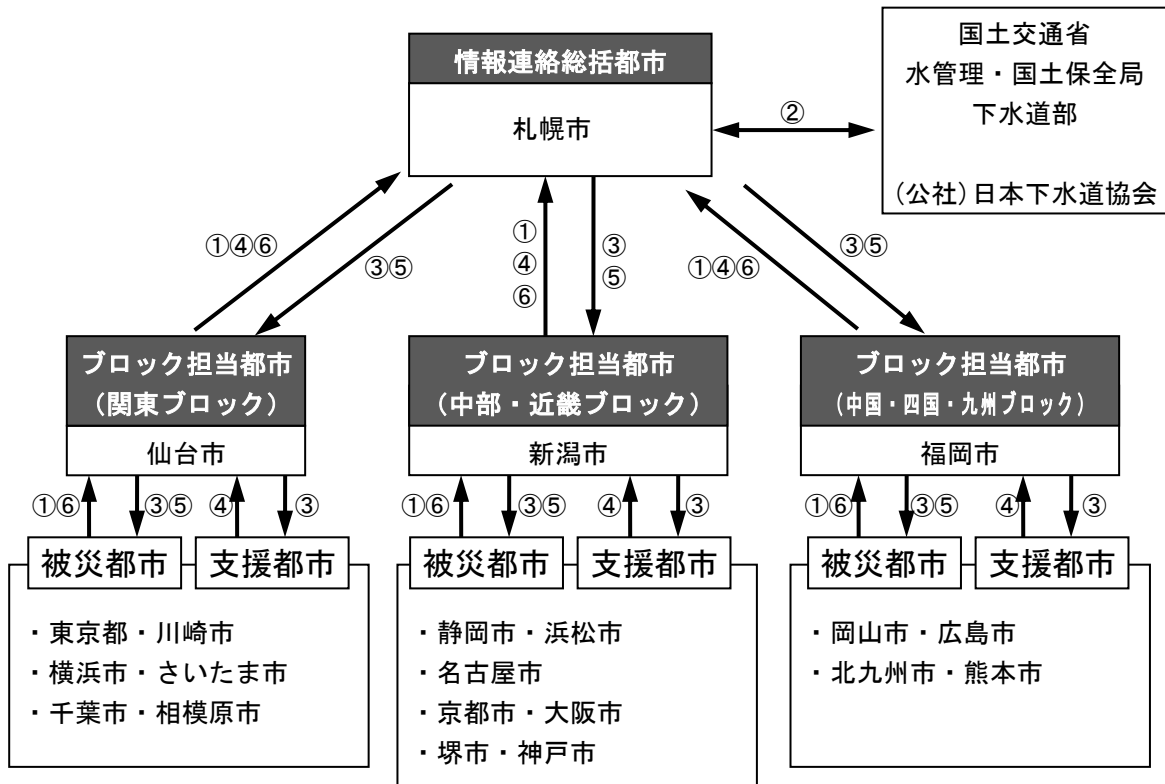 情報連絡総括都市
札幌市
国土交通省
水管理・国土保全局
下水道部
(公社)日本下水道協会
②
①④⑥
③⑤
①
④
⑥
③
⑤
①④⑥
③⑤
ブロック担当都市
(関東ブロック)
仙台市
ブロック担当都市
(中部・近畿ブロック)
新潟市
ブロック担当都市
(中国・四国・九州ブロック)
福岡市
①⑥
③⑤
④
③
①⑥
③⑤
④
③
①⑥
③⑤
④
③
被災都市
支援都市
被災都市
支援都市
被災都市
支援都市
・東京都・川崎市
・横浜市・さいたま市
・千葉市・相模原市
・静岡市・浜松市
・名古屋市
・京都市・大阪市
・堺市・神戸市
・岡山市・広島市
・北九州市・熊本市